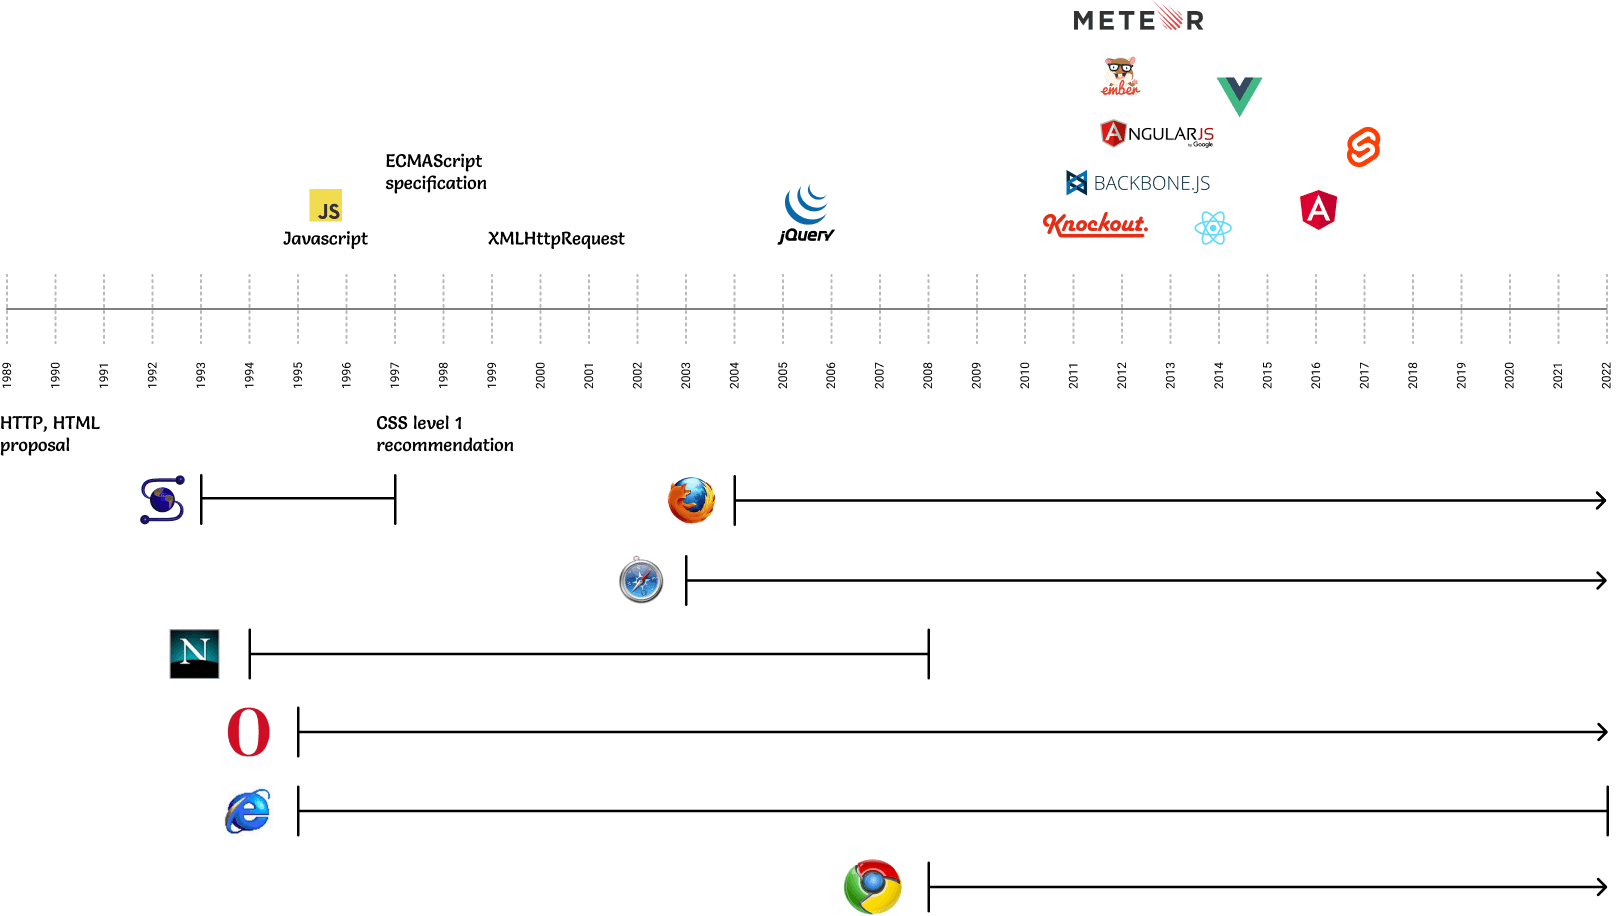 METEOR
ember
ANGULARJS
by Google
ECMAScript
specification
BACKBONE.JS
JS
Javascript
XMLHttpRequest
jQuery
Knockout.
A
1989 1990 1991 1992 1993 1994 1995 1996 1997 1998 1999 2000 2001 2002 2003 2004 2005 2006 2007 2008 2009 2010 2011 2012 2013 2014 2015 2016 2017 2018 2019 2020 2021 2022
HTTP, HTML
proposal
CSS level 1
recommendation
N
O
e